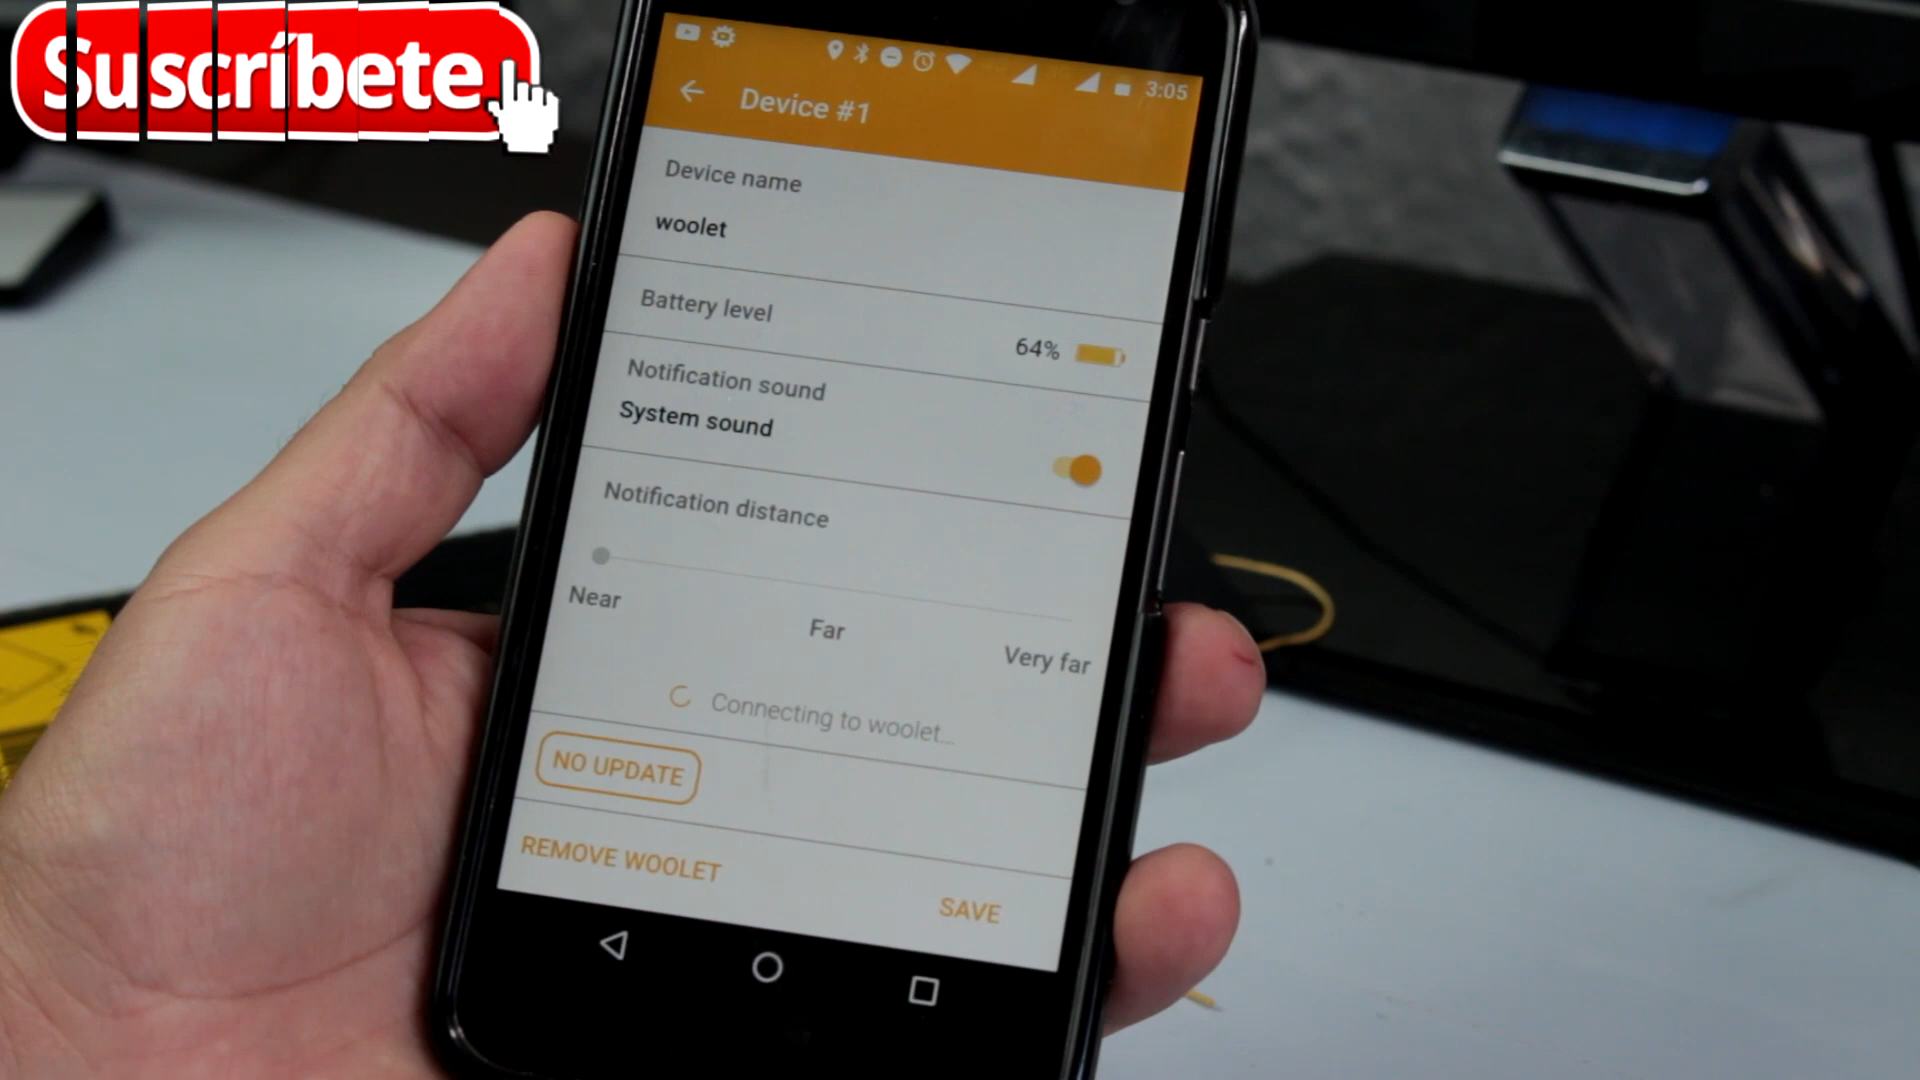 Suscríbete
3:05
Device #1
Device name
woolet
Battery level
64%
Notification sound
System sound
Notification distance
Near
Far
Very far
Connecting to woolet...
NO UPDATE
REMOVE WOOLET
SAVE